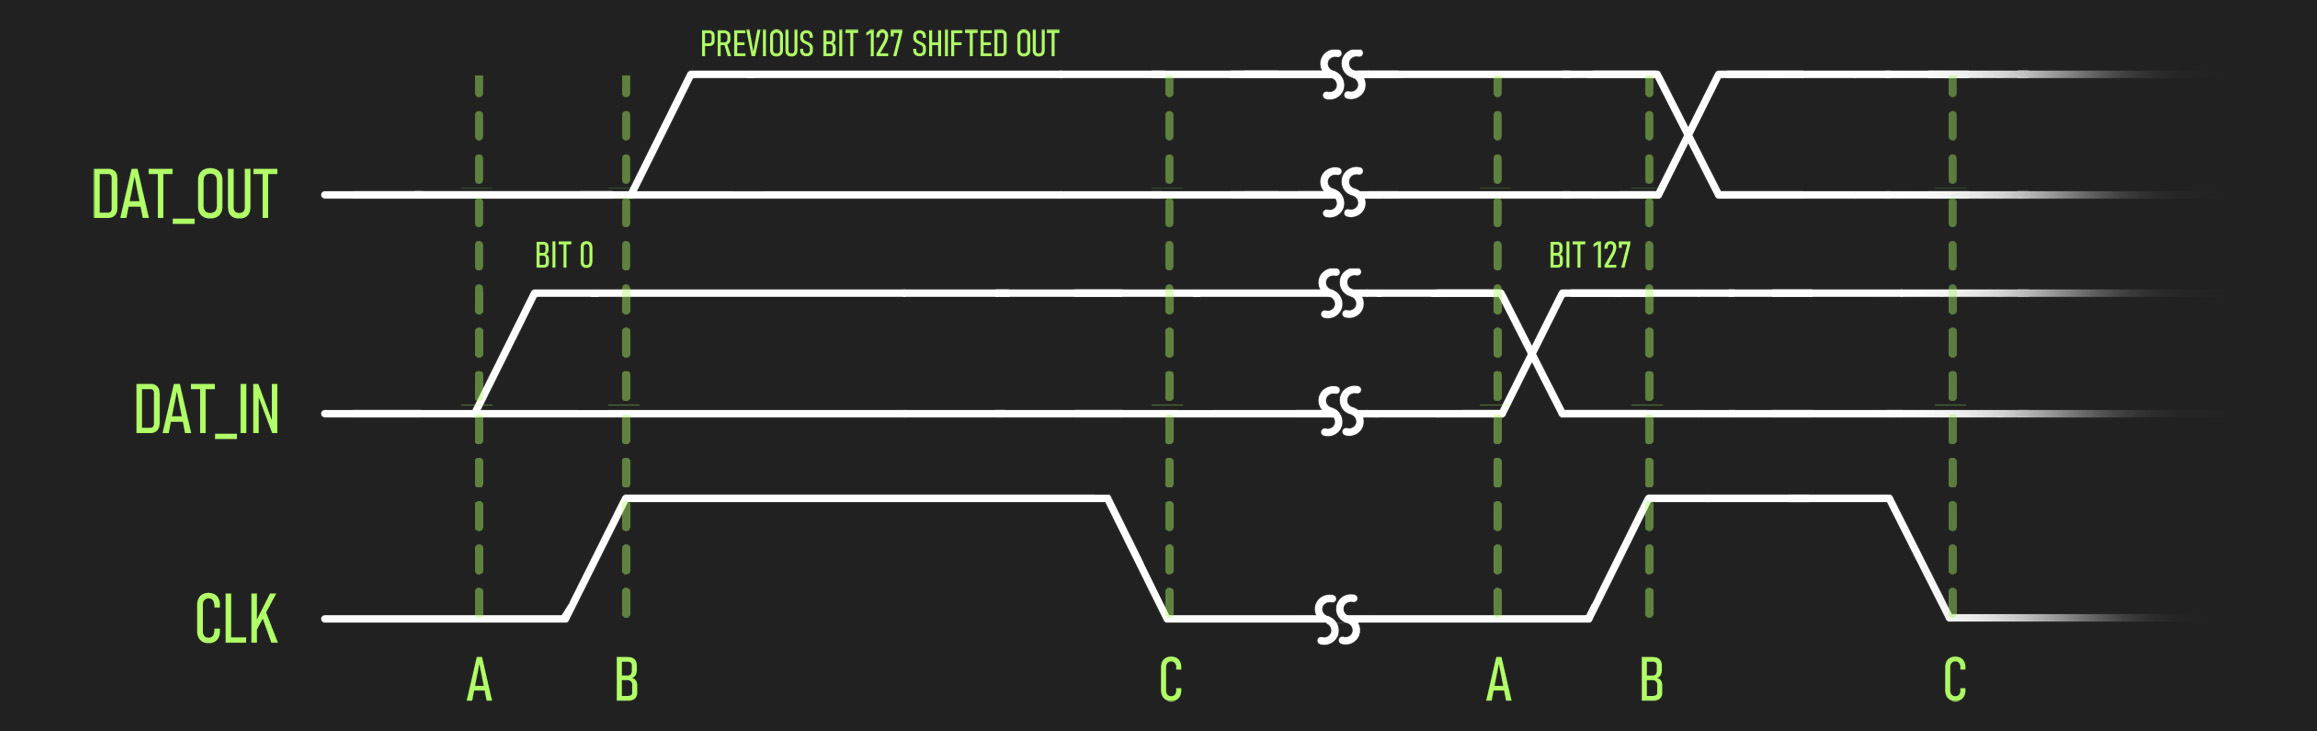 PREVIOUS BIT 127 SHIFTED OUT
DAT_OUT
BIT 0
BIT 127
DAT_IN
CLK
A B C A B C